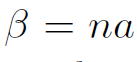 β = na